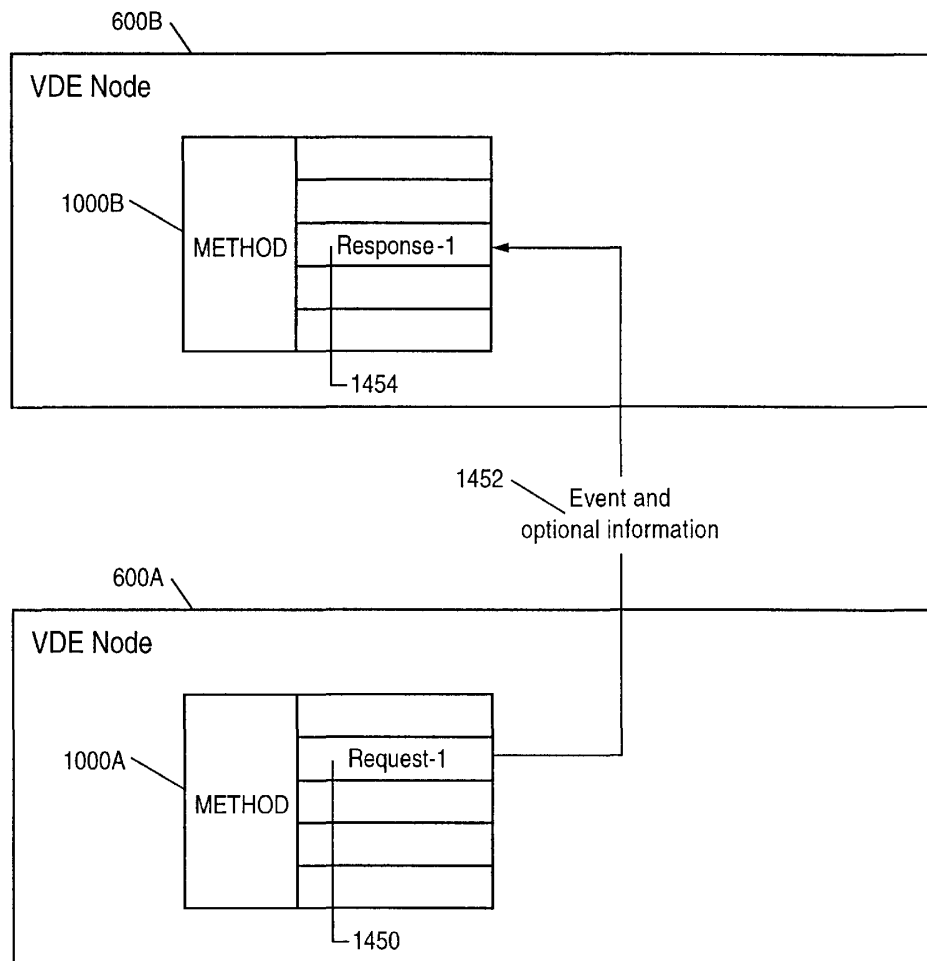 600B
VDE Node
1000B
METHOD
Response-1
1454
1452
Event and
optional information
600A
VDE Node
1000A
METHOD
Request-1
1450